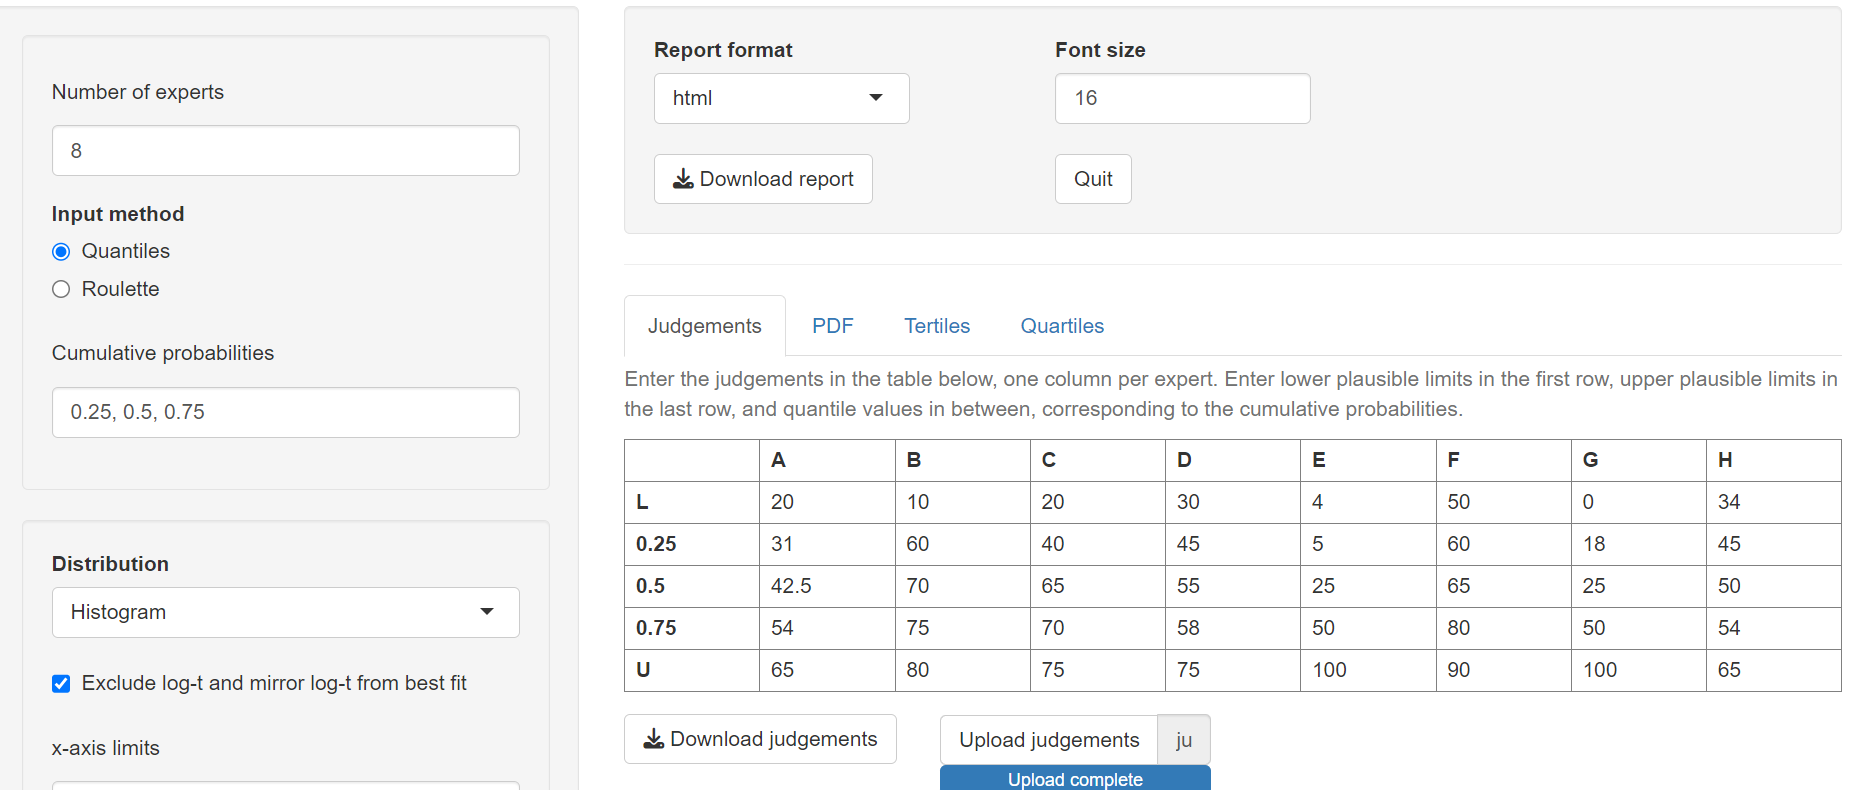 Number of experts
8
Input method
Quantiles
Roulette
Cumulative probabilities
0.25, 0.5, 0.75
Distribution
Histogram
Exclude log-t and mirror log-t from best fit
x-axis limits
Report format
Font size
html
16
Download report
Quit
Judgements PDF Tertiles Quartiles
Enter the judgements in the table below, one column per expert. Enter lower plausible limits in the first row, upper plausible limits in
the last row, and quantile values in between, corresponding to the cumulative probabilities.
A B C D E F G H
L 20 10 20 30 4 50 0 34
0.25 31 60 40 45 5 60 18 45
0.5 42.5 70 65 55 25 65 25 50
0.75 54 75 70 58 50 80 50 54
U 65 80 75 75 100 90 100 65
Download judgements
Upload judgements ju
Upload complete